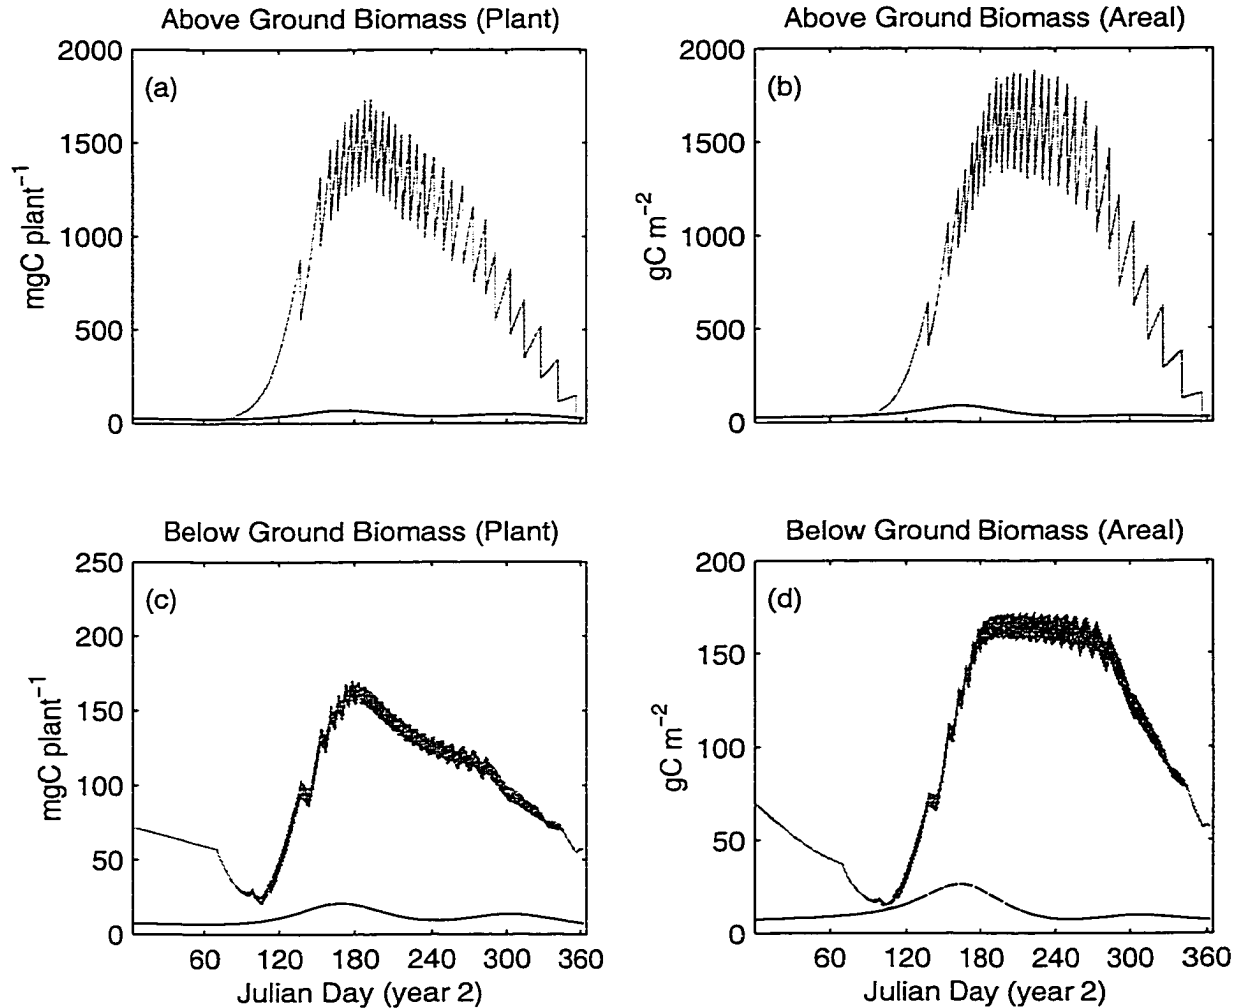 Above Ground Biomass (Plant)
2000
1500
1000
500
0
mgC plant⁻¹
(a)
Above Ground Biomass (Areal)
2000
1500
1000
500
0
gC m⁻²
(b)
Below Ground Biomass (Plant)
250
200
150
100
50
0
mgC plant⁻¹
(c)
60 120 180 240 300 360
Julian Day (year 2)
Below Ground Biomass (Areal)
200
150
100
50
0
gC m⁻²
(d)
60 120 180 240 300 360
Julian Day (year 2)